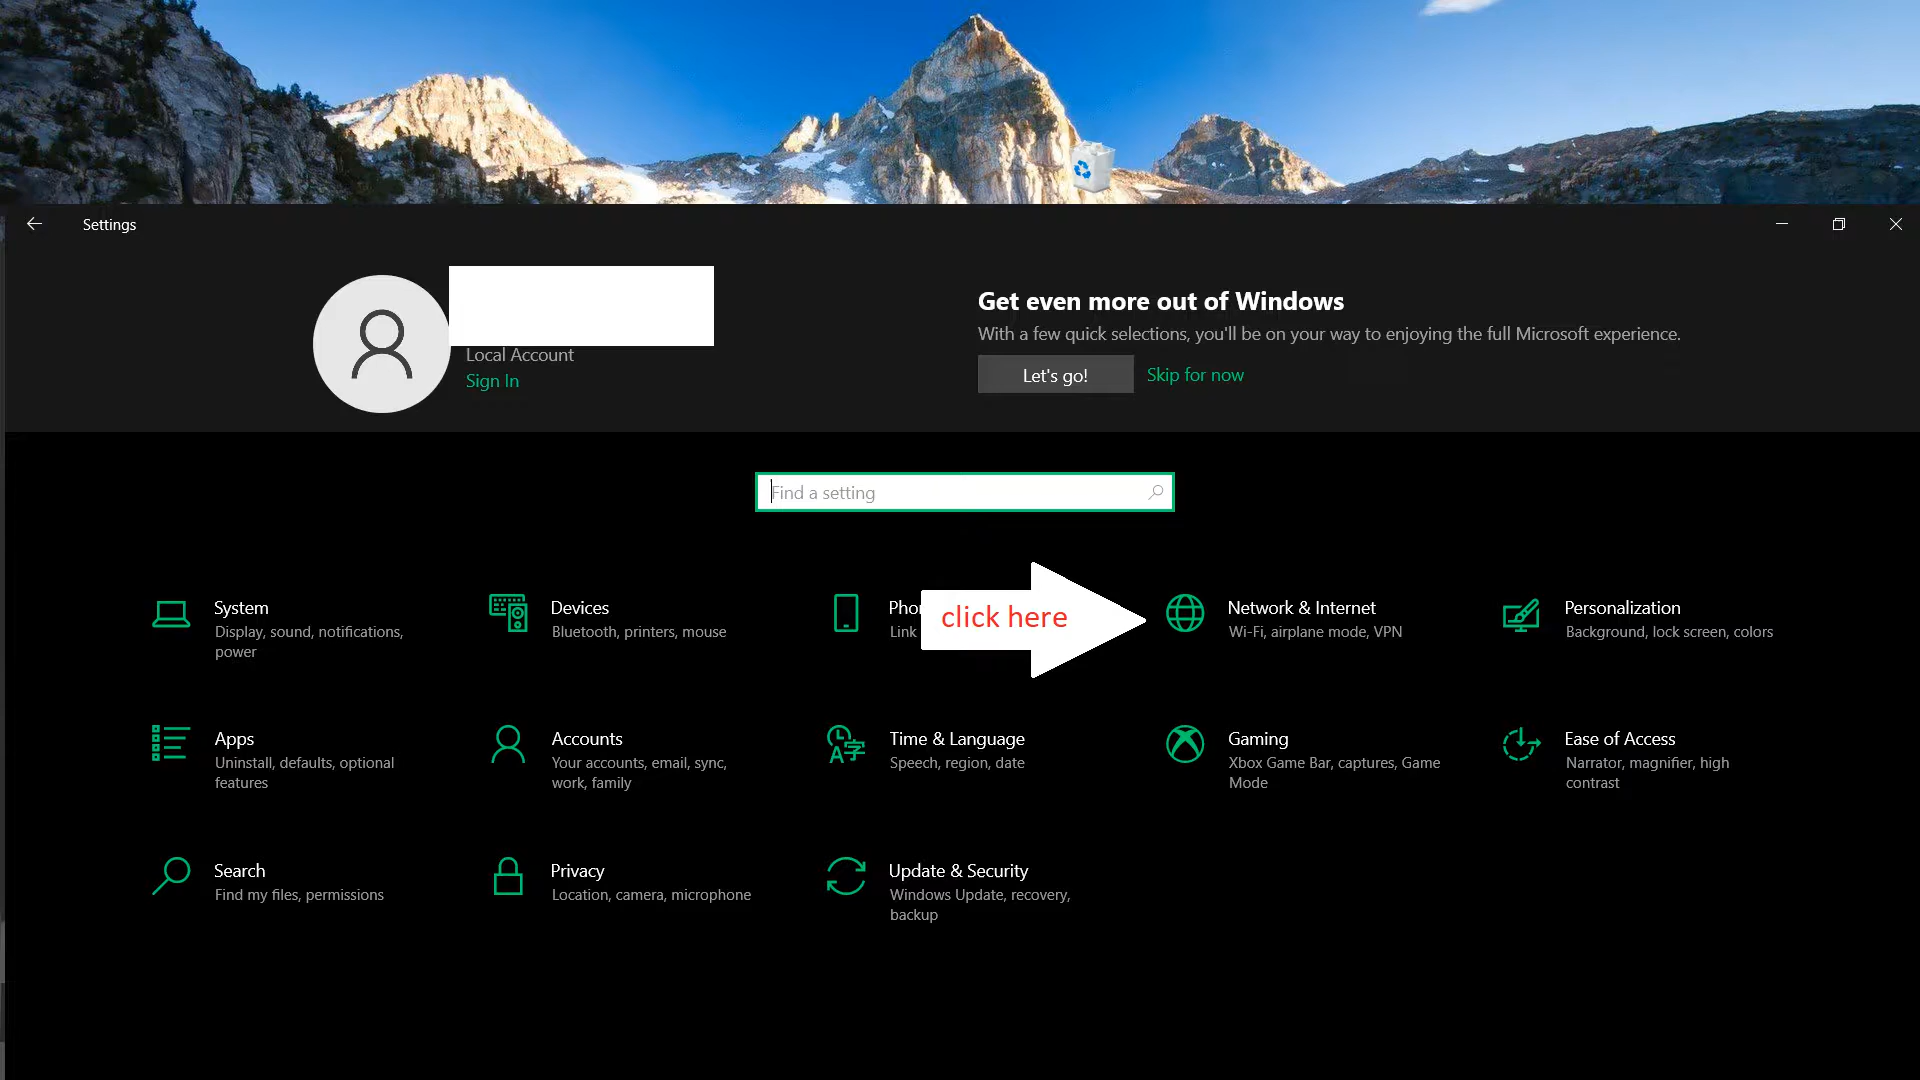 Settings
Local Account
Sign In
Get even more out of Windows
With a few quick selections, you'll be on your way to enjoying the full Microsoft experience.
Let's go!
Skip for now
Find a setting
System
Display, sound, notifications,
power
Devices
Bluetooth, printers, mouse
Link
click here
Network & Internet
Wi-Fi, airplane mode, VPN
Personalization
Background, lock screen, colors
Apps
Uninstall, defaults, optional
features
Accounts
Your accounts, email, sync,
work, family
Time & Language
Speech, region, date
Gaming
Xbox Game Bar, captures, Game
Mode
Ease of Access
Narrator, magnifier, high
contrast
Search
Find my files, permissions
Privacy
Location, camera, microphone
Update & Security
Windows Update, recovery,
backup